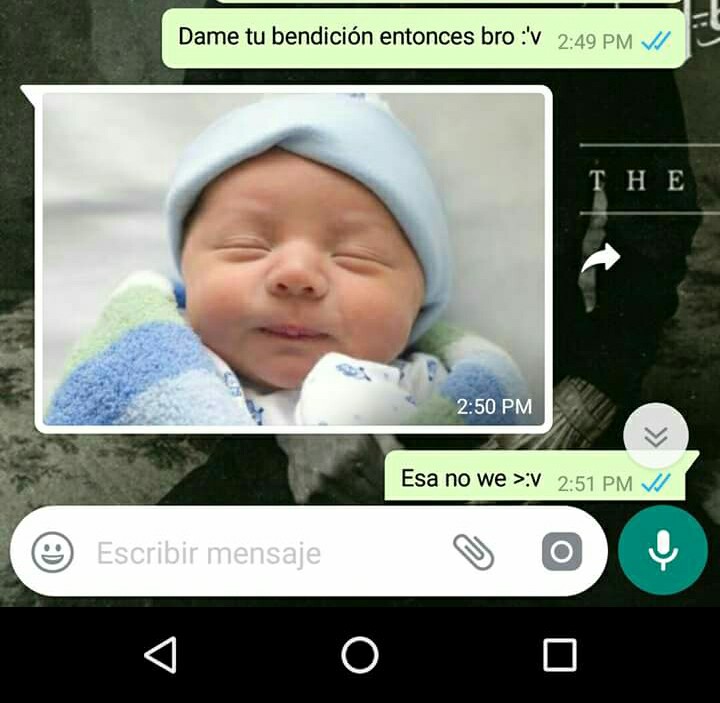 Dame tu bendición entonces bro :'v 2:49 PM
T H E
2:50 PM
Esa no we >:v 2:51 PM
Escribir mensaje